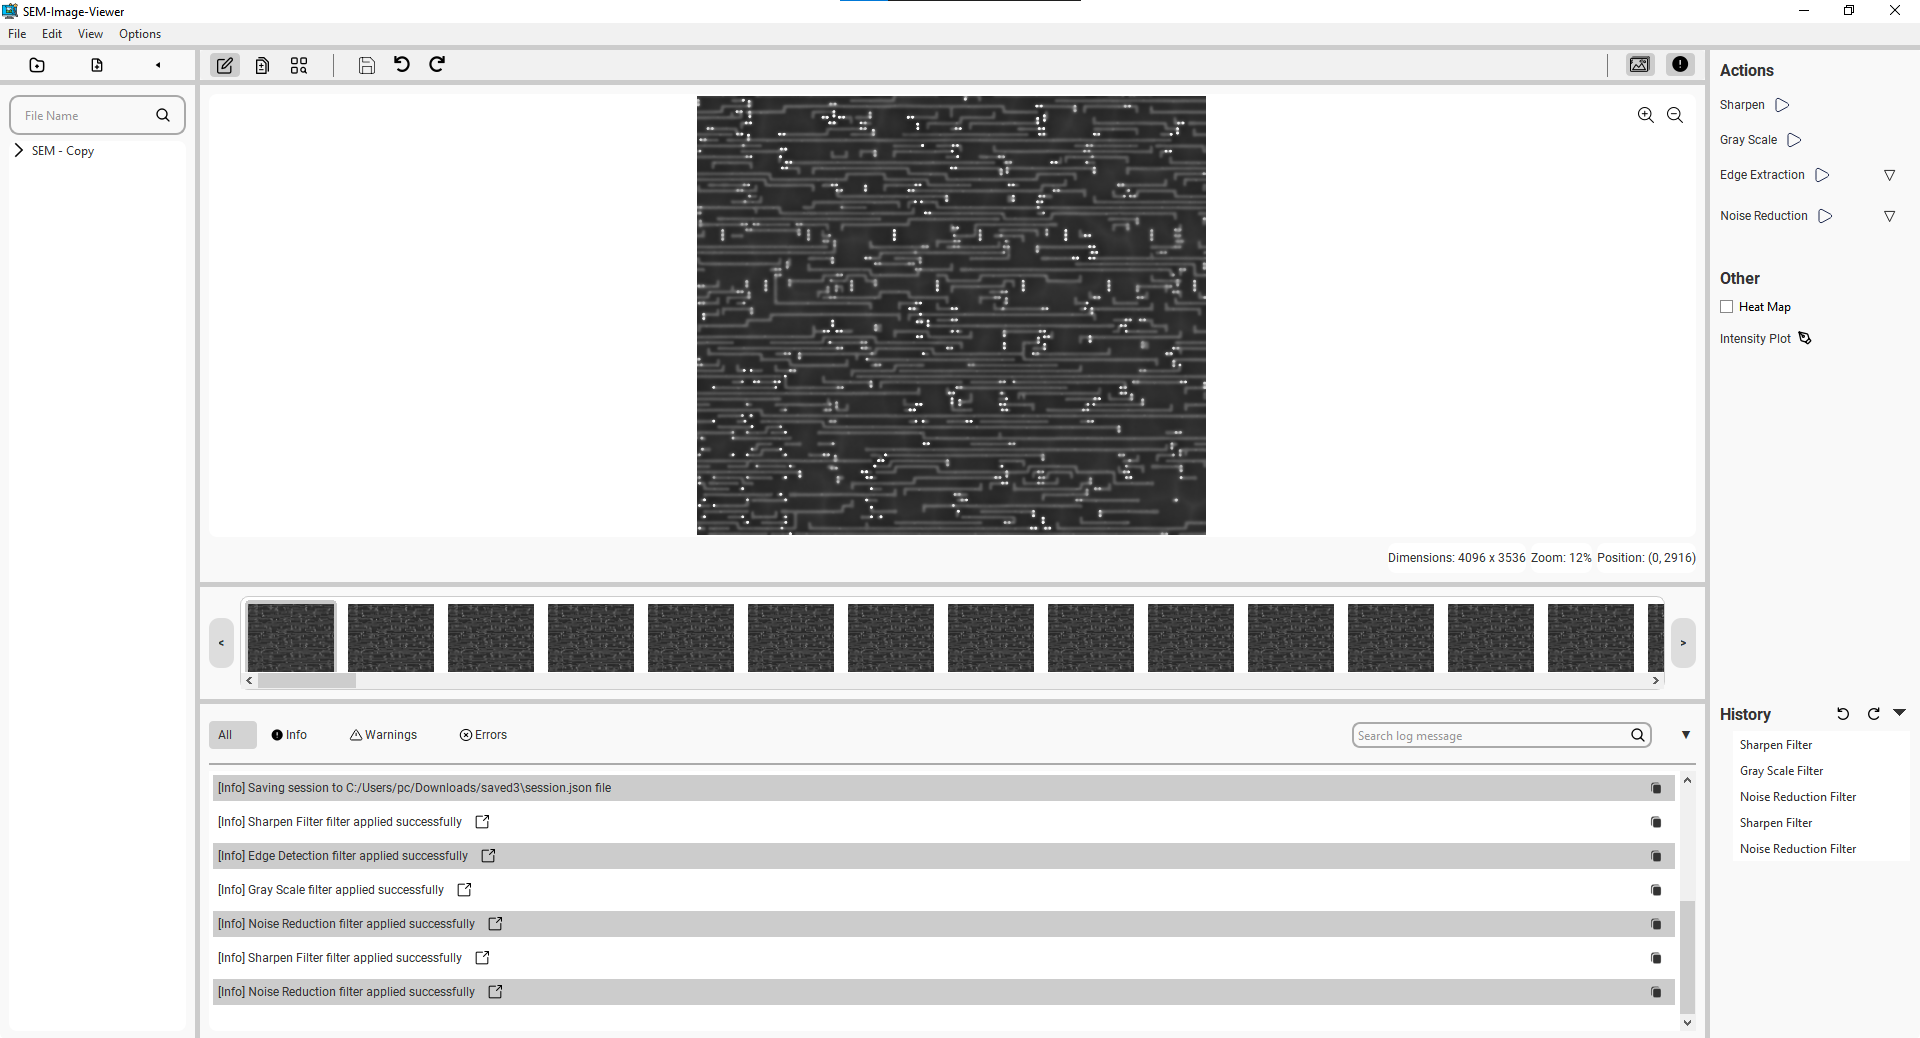 SEM-Image-Viewer
File Edit View Options
File Name
SEM - Copy
Dimensions: 4096 x 3536 Zoom: 12% Position: (0, 2916)
< >
All Info Warnings Errors Search log message
[Info] Saving session to C:/Users/pc/Downloads/saved3\session.json file
[Info] Sharpen Filter filter applied successfully
[Info] Edge Detection filter applied successfully
[Info] Gray Scale filter applied successfully
[Info] Noise Reduction filter applied successfully
[Info] Sharpen Filter filter applied successfully
[Info] Noise Reduction filter applied successfully
Actions
Sharpen
Gray Scale
Edge Extraction
Noise Reduction
Other
Heat Map
Intensity Plot
History
Sharpen Filter
Gray Scale Filter
Noise Reduction Filter
Sharpen Filter
Noise Reduction Filter